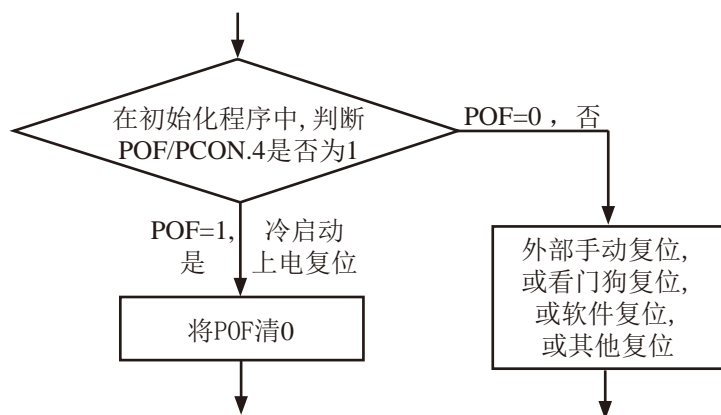 在初始化程序中,判断
POF/PCON.4是否为1
POF=0 ，否
POF=1,
是
冷启动
上电复位
将POF清0
外部手动复位,
或看门狗复位,
或软件复位,
或其他复位